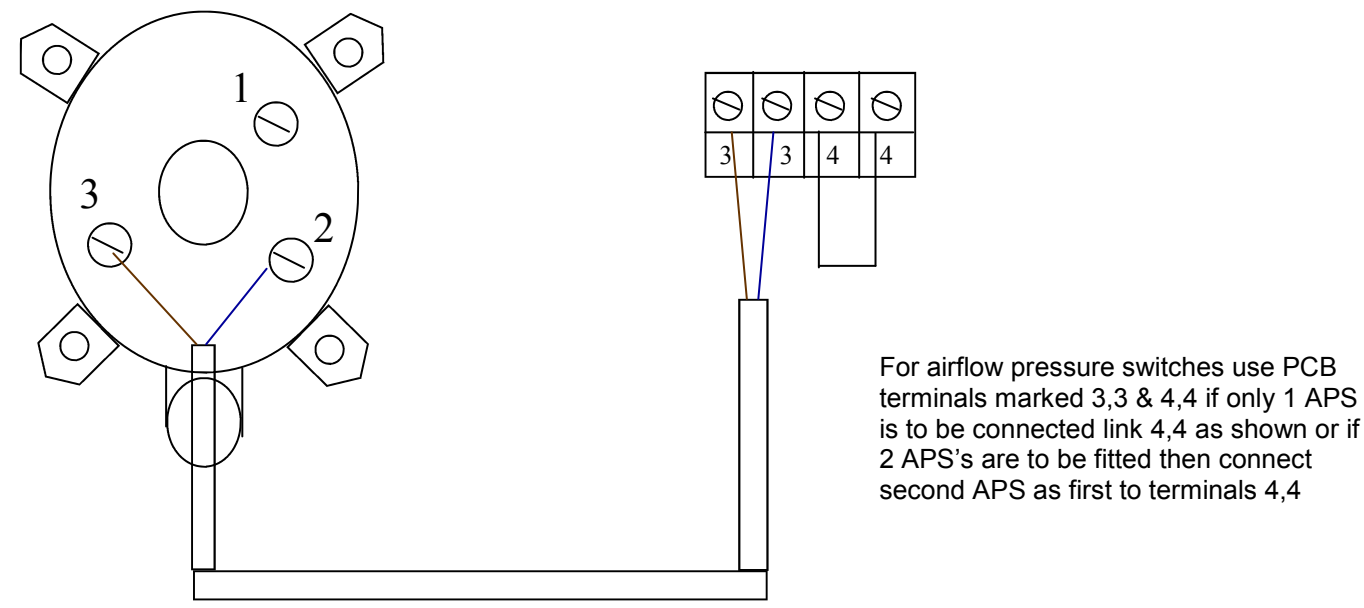 1
3
2
3 3 4 4
For airflow pressure switches use PCB
terminals marked 3,3 & 4,4 if only 1 APS
is to be connected link 4,4 as shown or if
2 APS’s are to be fitted then connect
second APS as first to terminals 4,4